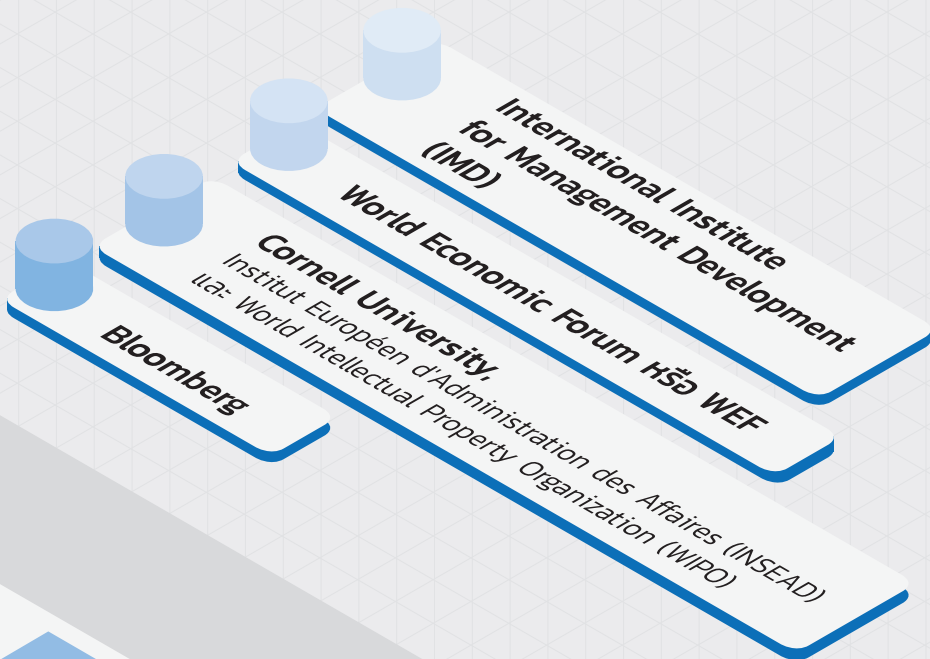 International Institute
for Management Development
(IMD)
World Economic Forum หรือ WEF
Cornell University,
Institut Européen d'Administration des Affaires (INSEAD)
และ World Intellectual Property Organization (WIPO)
Bloomberg